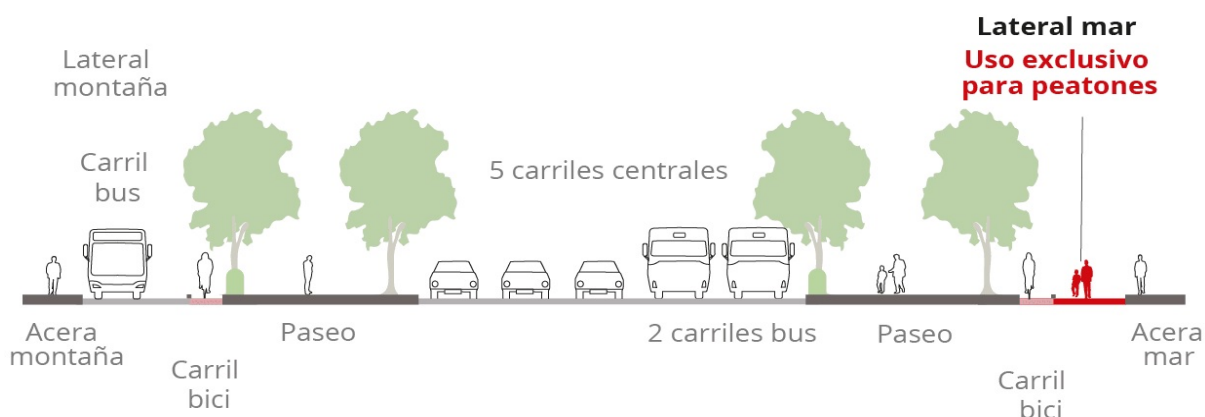 Lateral mar
Uso exclusivo
para peatones
Lateral
montaña
Carril
bus
5 carriles centrales
Acera
montaña
Carril
bici
Paseo
2 carriles bus
Paseo
Carril
bici
Acera
mar